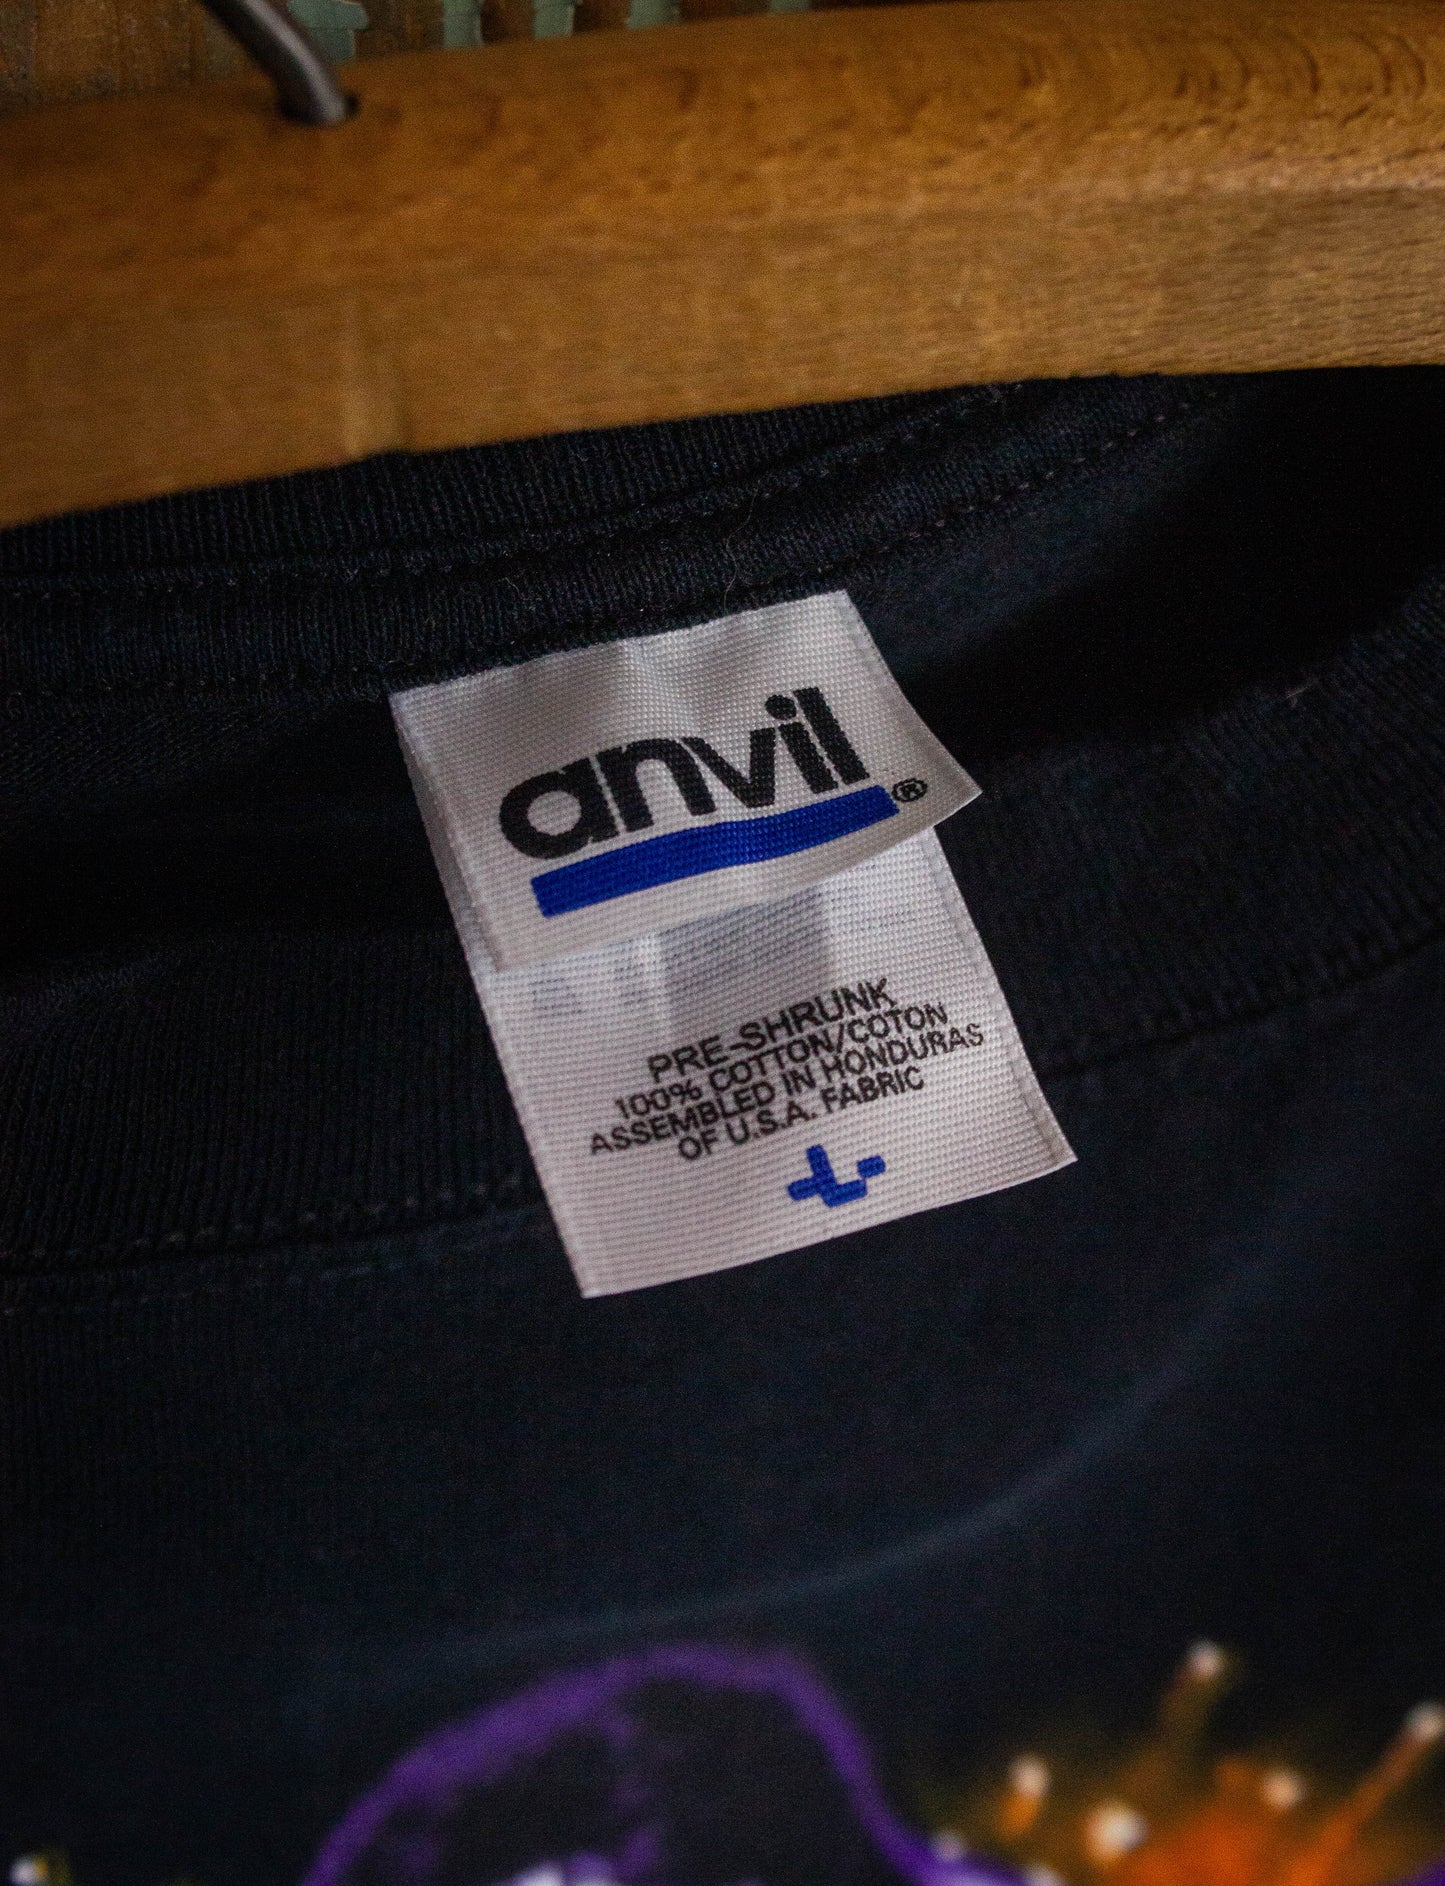 anvil®
PRE-SHRUNK
100% COTTON/COTON
ASSEMBLED IN HONDURAS
OF U.S.A. FABRIC
-L-